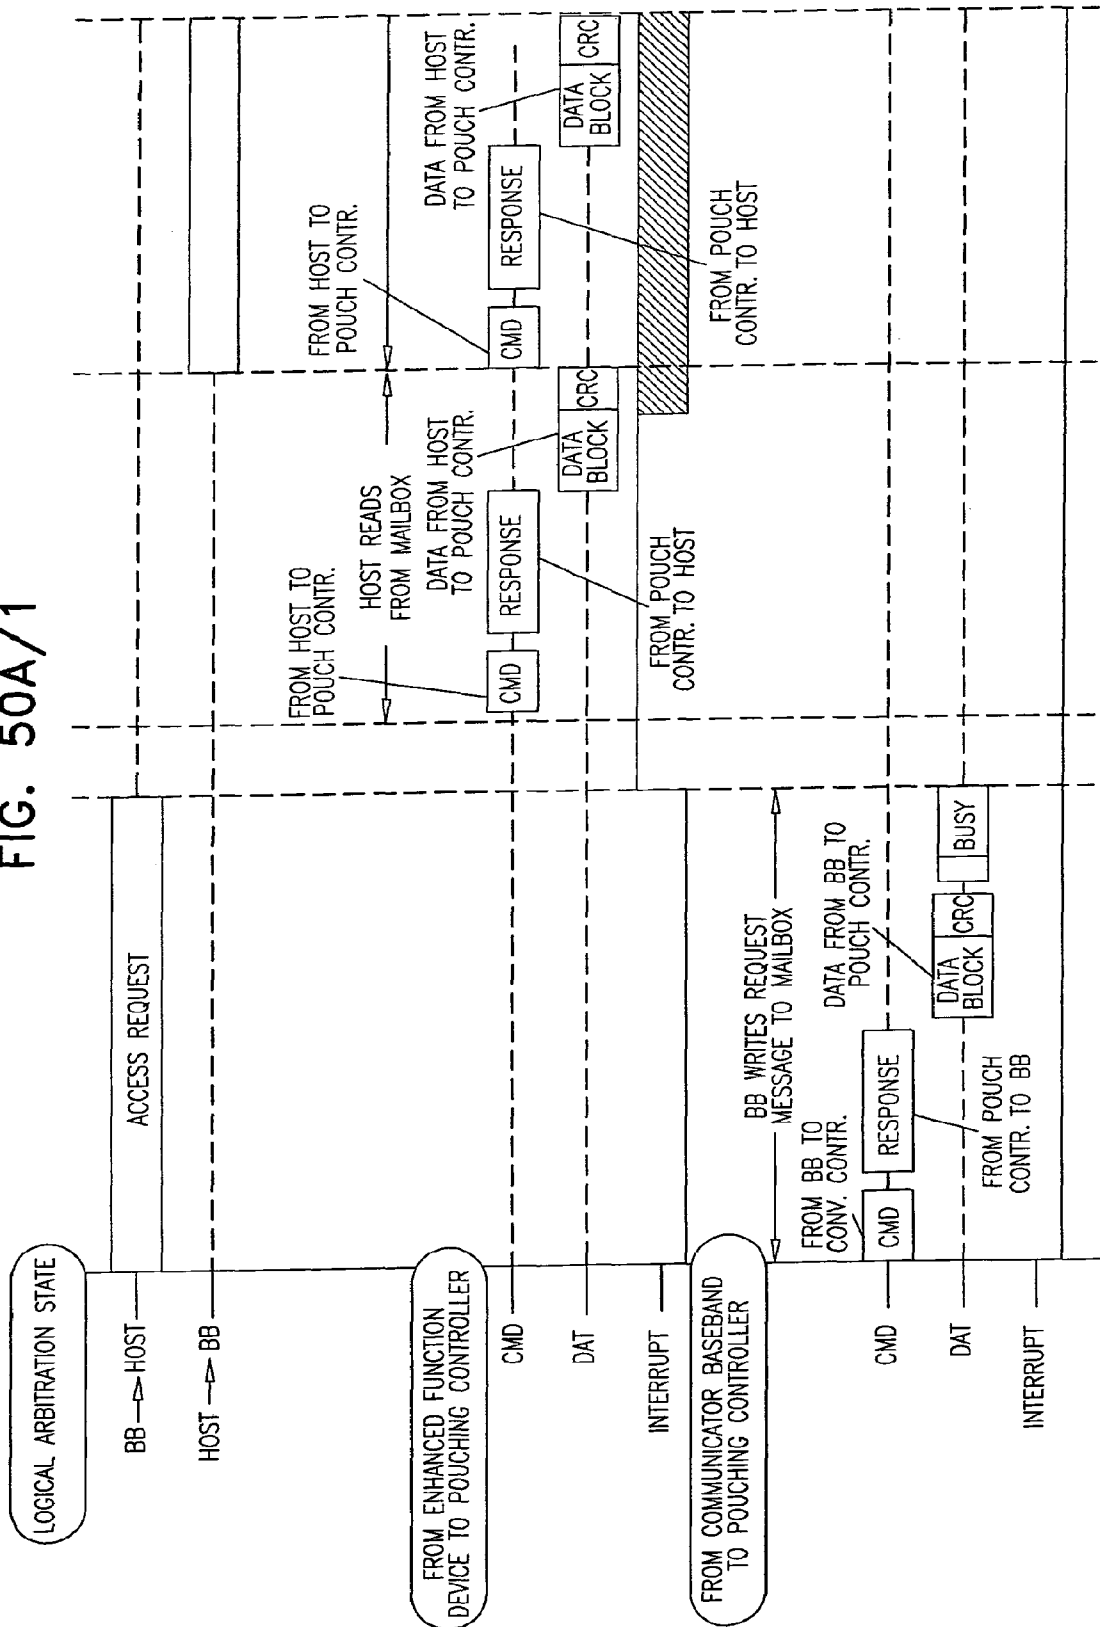 FIG. 50A/1
LOGICAL ARBITRATION STATE
BB → HOST
ACCESS REQUEST
HOST → BB
FROM ENHANCED FUNCTION
DEVICE TO POUCHING CONTROLLER
FROM HOST TO
POUCH CONTR.
HOST READS
FROM MAILBOX
DATA FROM HOST
TO POUCH CONTR.
FROM HOST TO
POUCH CONTR.
DATA FROM HOST
TO POUCH CONTR.
CMD
CMD
RESPONSE
CMD
RESPONSE
DAT
DATA
BLOCK
CRC
DATA
BLOCK
CRC
INTERRUPT
FROM POUCH
CONTR. TO HOST
FROM POUCH
CONTR. TO HOST
FROM COMMUNICATOR BASEBAND
TO POUCHING CONTROLLER
BB WRITES REQUEST
MESSAGE TO MAILBOX
FROM BB TO
CONV. CONTR.
DATA FROM BB TO
POUCH CONTR.
CMD
CMD
RESPONSE
DAT
DATA
BLOCK
CRC
BUSY
FROM POUCH
CONTR. TO BB
INTERRUPT